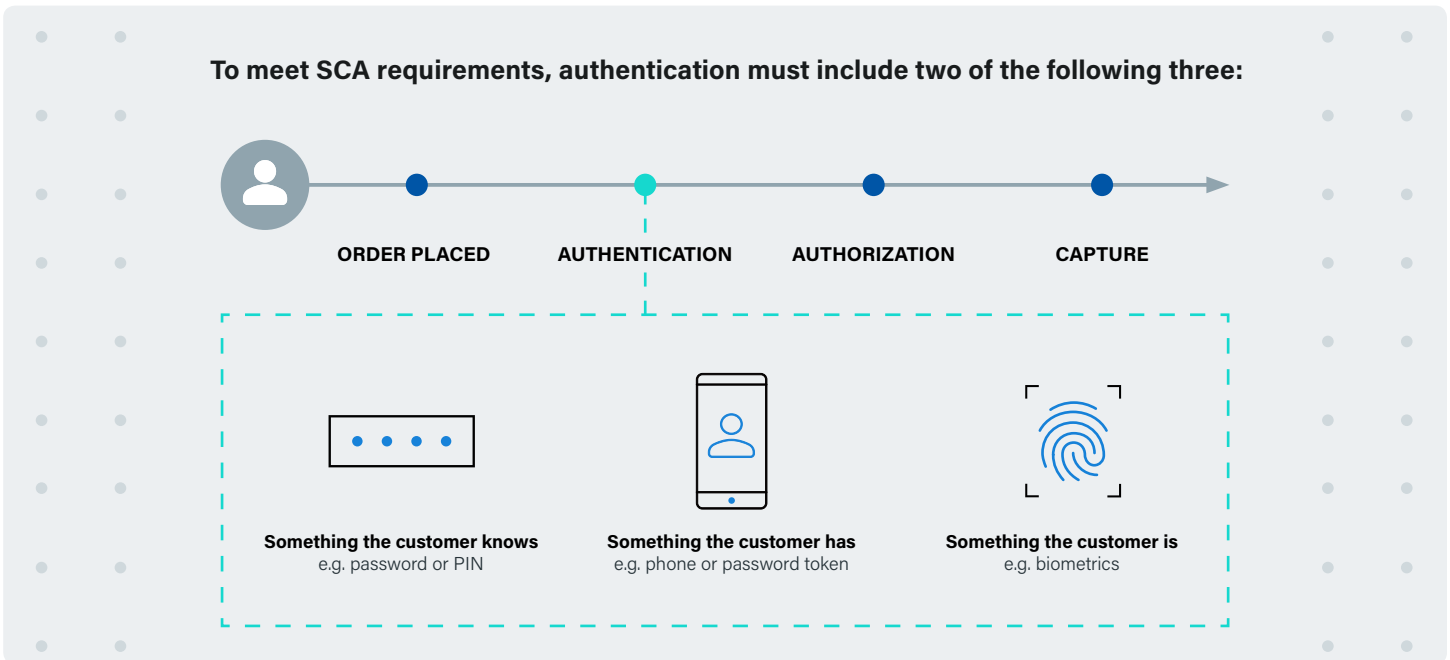 To meet SCA requirements, authentication must include two of the following three:
ORDER PLACED
AUTHENTICATION
AUTHORIZATION
CAPTURE
Something the customer knows
e.g. password or PIN
Something the customer has
e.g. phone or password token
Something the customer is
e.g. biometrics